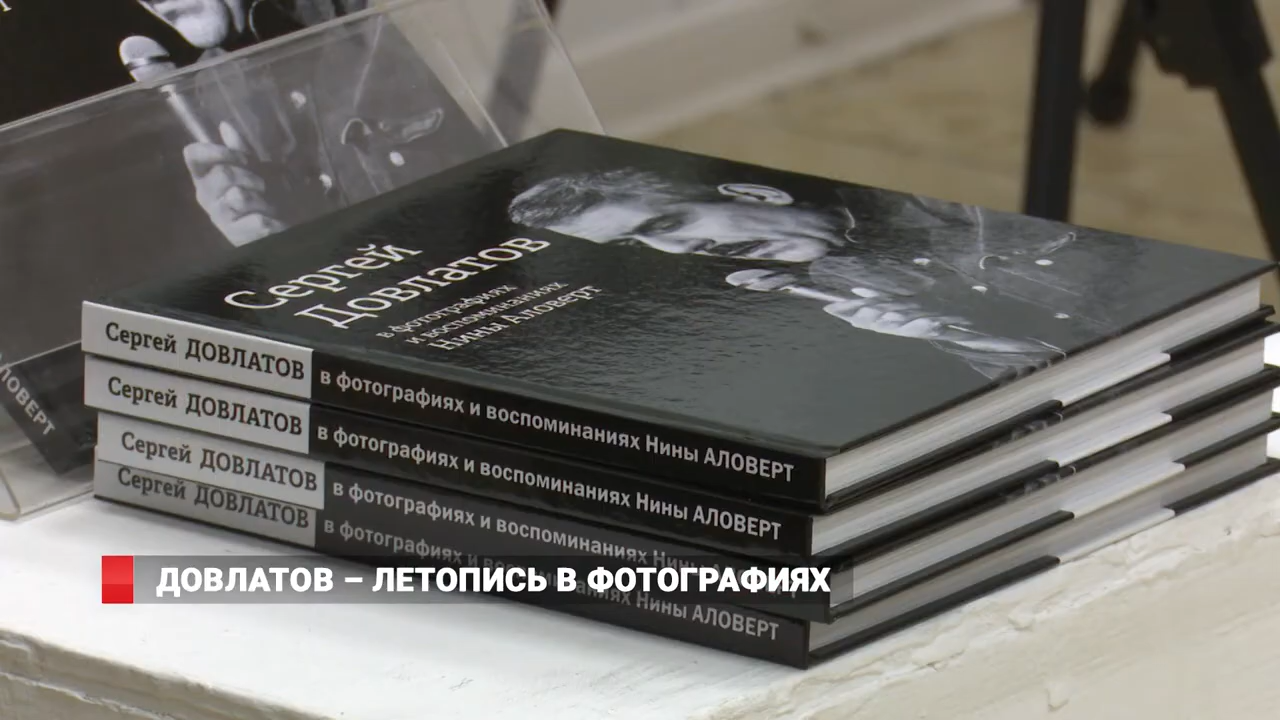 Сергей
Довлатов
в фотографиях
и воспоминаниях
Нины Аловерт
Сергей ДОВЛАТОВ в фотографиях и воспоминаниях Нины АЛОВЕРТ
Сергей ДОВЛАТОВ в фотографиях и воспоминаниях Нины АЛОВЕРТ
Сергей ДОВЛАТОВ в фотографиях и воспоминаниях Нины АЛОВЕРТ
Сергей ДОВЛАТОВ в фотографиях и воспоминаниях Нины АЛОВЕРТ
АЛОВЕРТ
ДОВЛАТОВ – ЛЕТОПИСЬ В ФОТОГРАФИЯХ